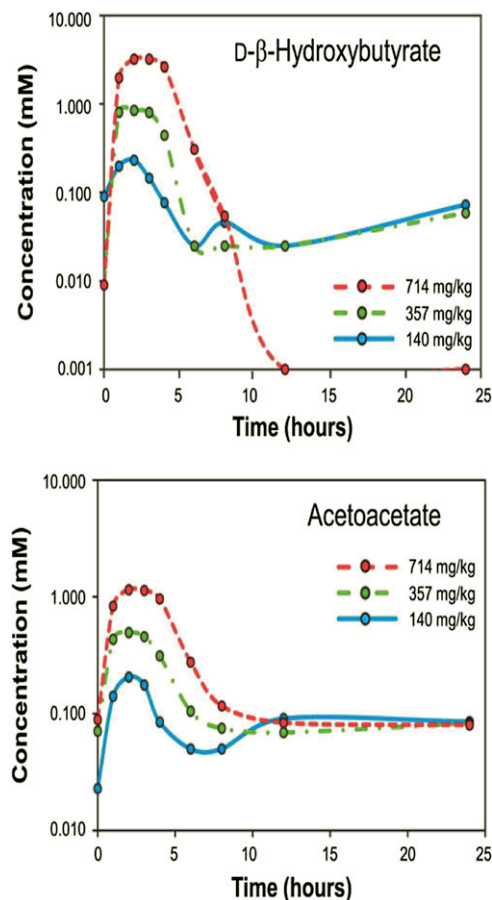 D-β-Hydroxybutyrate
Concentration (mM)
10.000
1.000
0.100
0.010
0.001
714 mg/kg
357 mg/kg
140 mg/kg
0 5 10 15 20 25
Time (hours)
Acetoacetate
Concentration (mM)
10.000
1.000
0.100
0.010
714 mg/kg
357 mg/kg
140 mg/kg
0 5 10 15 20 25
Time (hours)